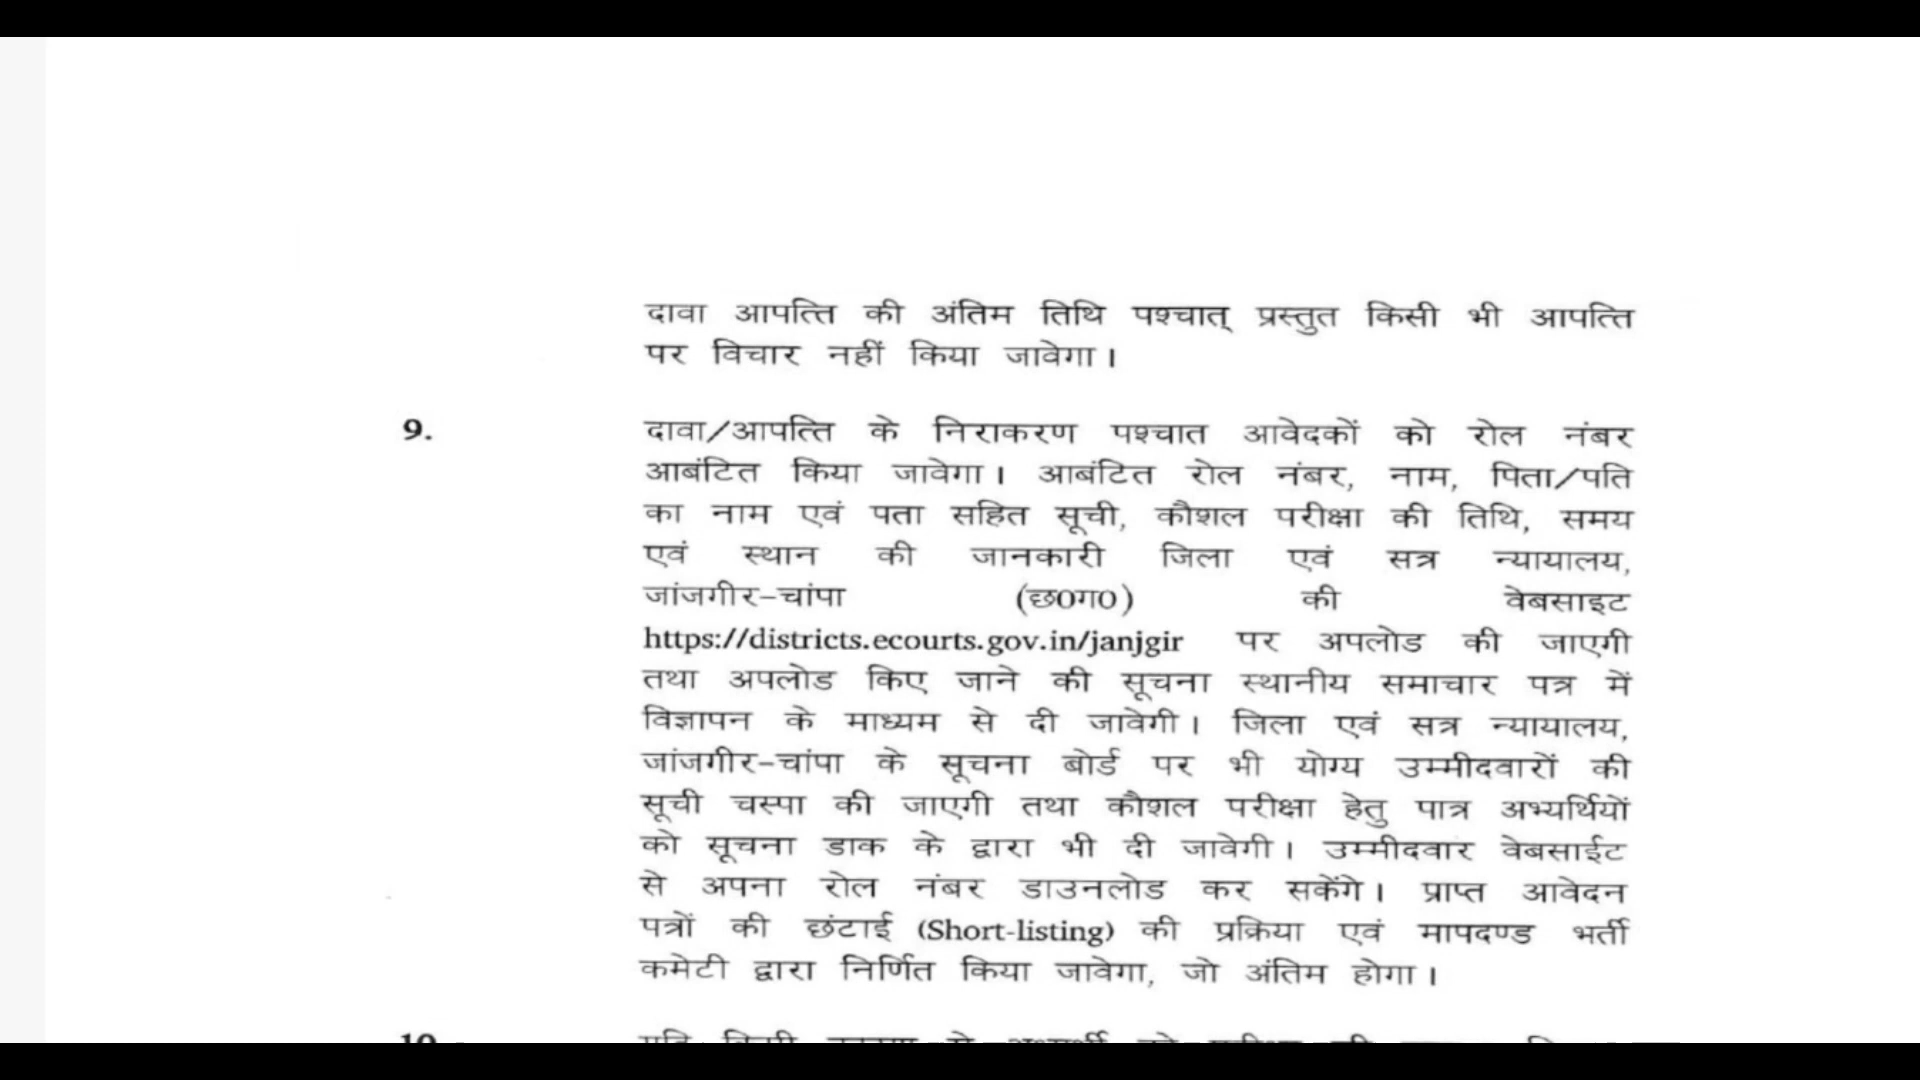 दावा आपत्ति की अंतिम तिथि पश्चात् प्रस्तुत किसी भी आपत्ति
पर विचार नहीं किया जावेगा।
9. दावा/आपत्ति के निराकरण पश्चात आवेदकों को रोल नंबर
आबंटित किया जावेगा। आबंटित रोल नंबर, नाम, पिता/पति
का नाम एवं पता सहित सूची, कौशल परीक्षा की तिथि, समय
एवं स्थान की जानकारी जिला एवं सत्र न्यायालय,
जांजगीर-चांपा (छ0ग0) की वेबसाइट
https://districts.ecourts.gov.in/janjgir पर अपलोड की जाएगी
तथा अपलोड किए जाने की सूचना स्थानीय समाचार पत्र में
विज्ञापन के माध्यम से दी जावेगी। जिला एवं सत्र न्यायालय,
जांजगीर-चांपा के सूचना बोर्ड पर भी योग्य उम्मीदवारों की
सूची चस्पा की जाएगी तथा कौशल परीक्षा हेतु पात्र अभ्यर्थियों
को सूचना डाक के द्वारा भी दी जावेगी। उम्मीदवार वेबसाईट
से अपना रोल नंबर डाउनलोड कर सकेंगे। प्राप्त आवेदन
पत्रों की छंटाई (Short-listing) की प्रक्रिया एवं मापदण्ड भर्ती
कमेटी द्वारा निर्णित किया जावेगा, जो अंतिम होगा।
10.